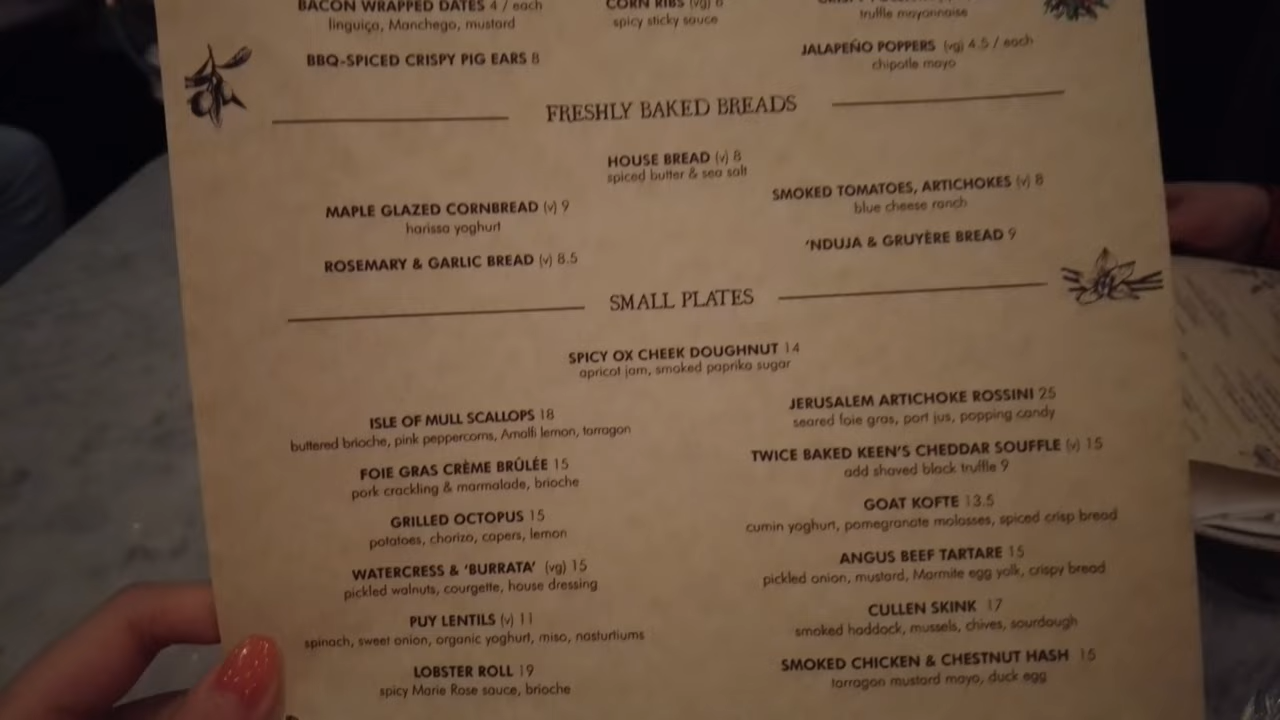 BACON WRAPPED DATES 4 / each
linguiça, Manchego, mustard
BBQ-SPICED CRISPY PIG EARS 8
CORN RIBS (vg)
spicy sticky sauce
truffle mayonnaise
JALAPEÑO POPPERS (vg) 4.5 / each
chipotle mayo
FRESHLY BAKED BREADS
HOUSE BREAD (v) 8
spiced butter & sea salt
MAPLE GLAZED CORNBREAD (v) 9
harissa yoghurt
ROSEMARY & GARLIC BREAD (v) 8.5
SMOKED TOMATOES, ARTICHOKES (v) 8
blue cheese ranch
‘NDUJA & GRUYÈRE BREAD 9
SMALL PLATES
SPICY OX CHEEK DOUGHNUT 14
apricot jam, smoked paprika sugar
ISLE OF MULL SCALLOPS 18
buttered brioche, pink peppercorns, Amalfi lemon, tarragon
FOIE GRAS CRÈME BRÛLÉE 15
pork crackling & marmalade, brioche
GRILLED OCTOPUS 15
potatoes, chorizo, capers, lemon
WATERCRESS & ‘BURRATA’ (vg) 15
pickled walnuts, courgette, house dressing
PUY LENTILS (v) 11
spinach, sweet onion, organic yoghurt, miso, nasturtiums
LOBSTER ROLL 19
spicy Marie Rose sauce, brioche
JERUSALEM ARTICHOKE ROSSINI 25
seared foie gras, port jus, popping candy
TWICE BAKED KEEN'S CHEDDAR SOUFFLE (v) 15
add shaved black truffle 9
GOAT KOFTE 13.5
cumin yoghurt, pomegranate molasses, spiced crisp bread
ANGUS BEEF TARTARE 15
pickled onion, mustard, Marmite egg yolk, crispy bread
CULLEN SKINK 17
smoked haddock, mussels, chives, sourdough
SMOKED CHICKEN & CHESTNUT HASH 15
tarragon mustard mayo, duck egg